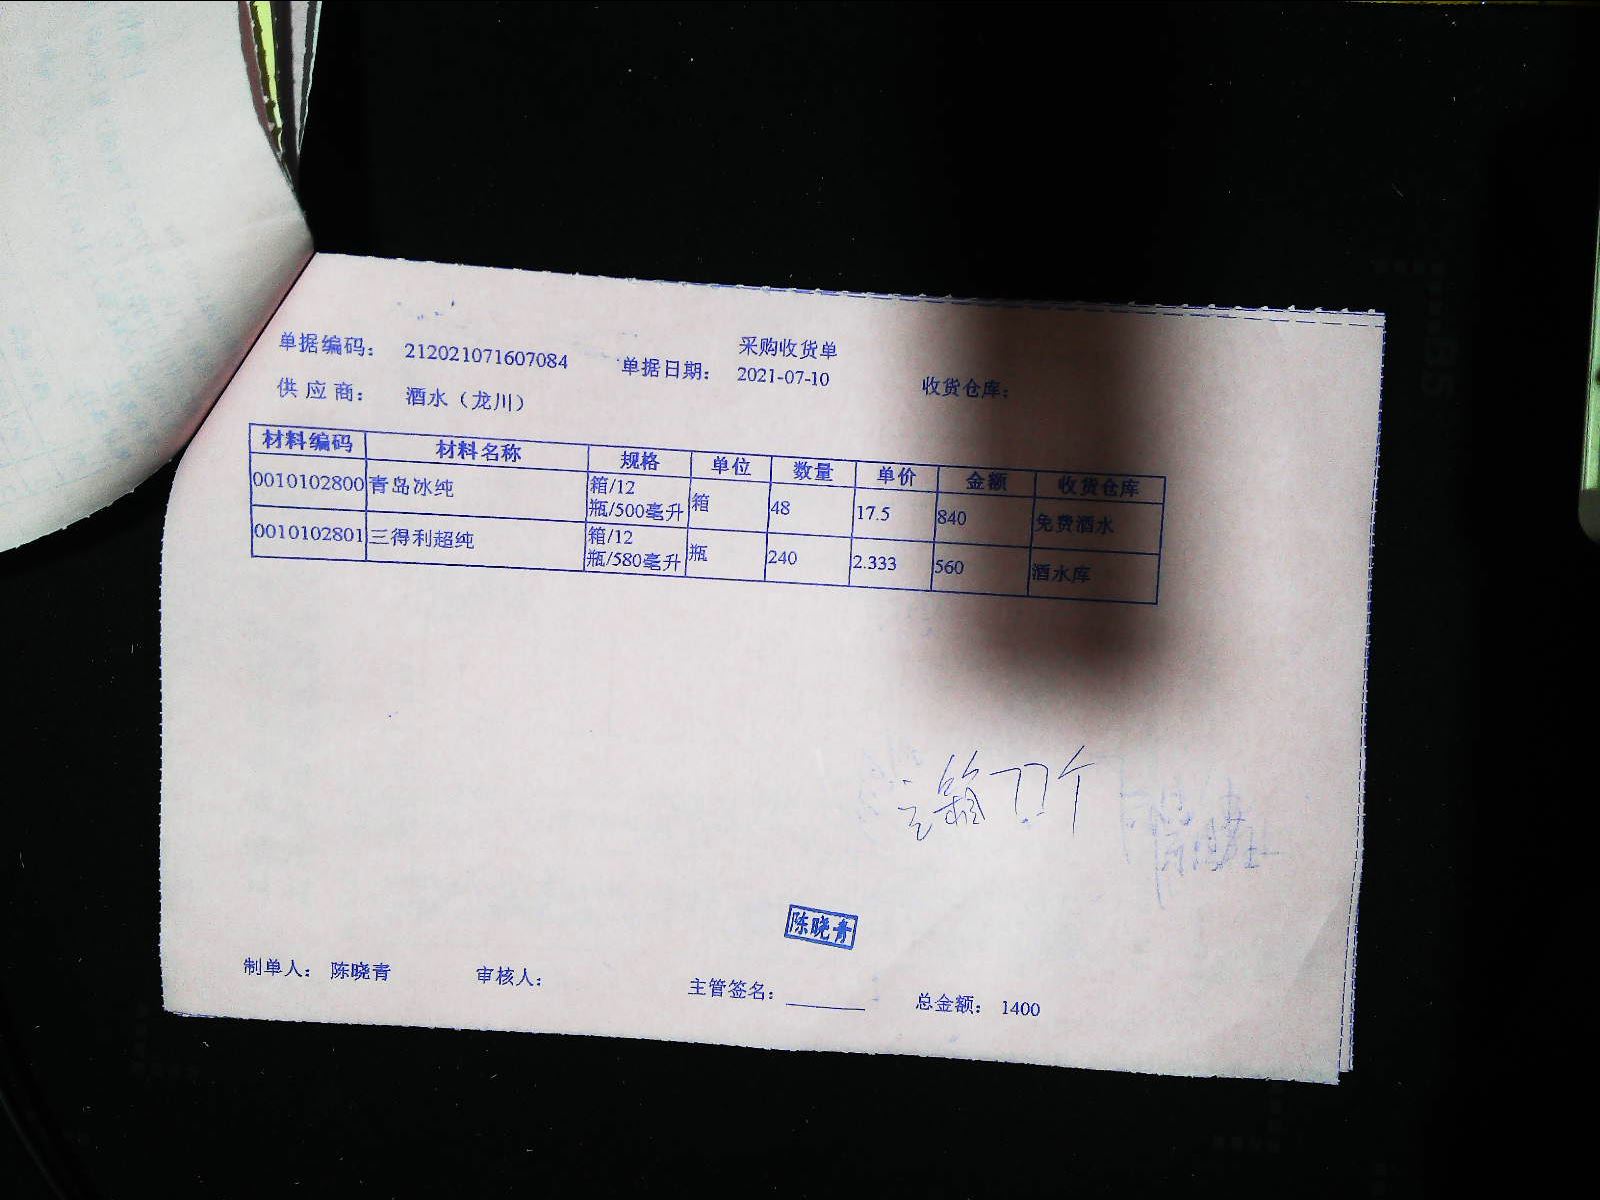 采购收货单
单据编码: 212021071607084 单据日期: 2021-07-10 收货仓库:
供应商: 酒水（龙川）
材料编码 材料名称 规格 单位 数量 单价 金额 收货仓库
0010102800 青岛冰纯 箱/12瓶/500毫升 箱 48 17.5 840 免费酒水
0010102801 三得利超纯 箱/12瓶/580毫升 瓶 240 2.333 560 酒水库
陈晓青
制单人: 陈晓青 审核人: 主管签名: 总金额: 1400